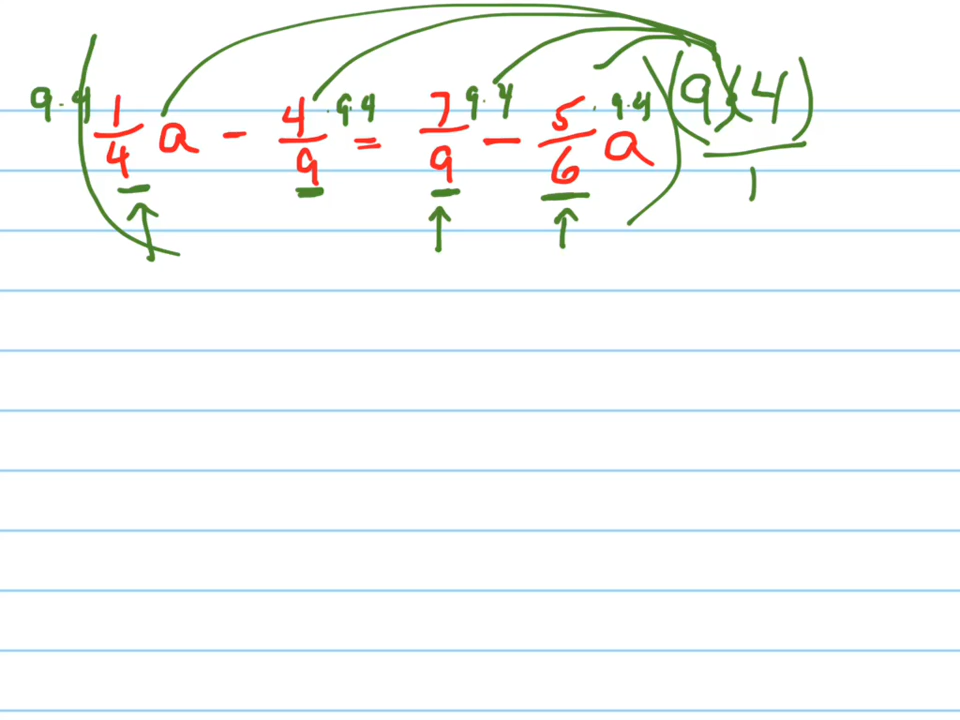 9·4 ( 1/4 a - 4/9 ·9·4 = 7/9 9·4 - 5/6 a ·9·4 ) (9)(4)/1